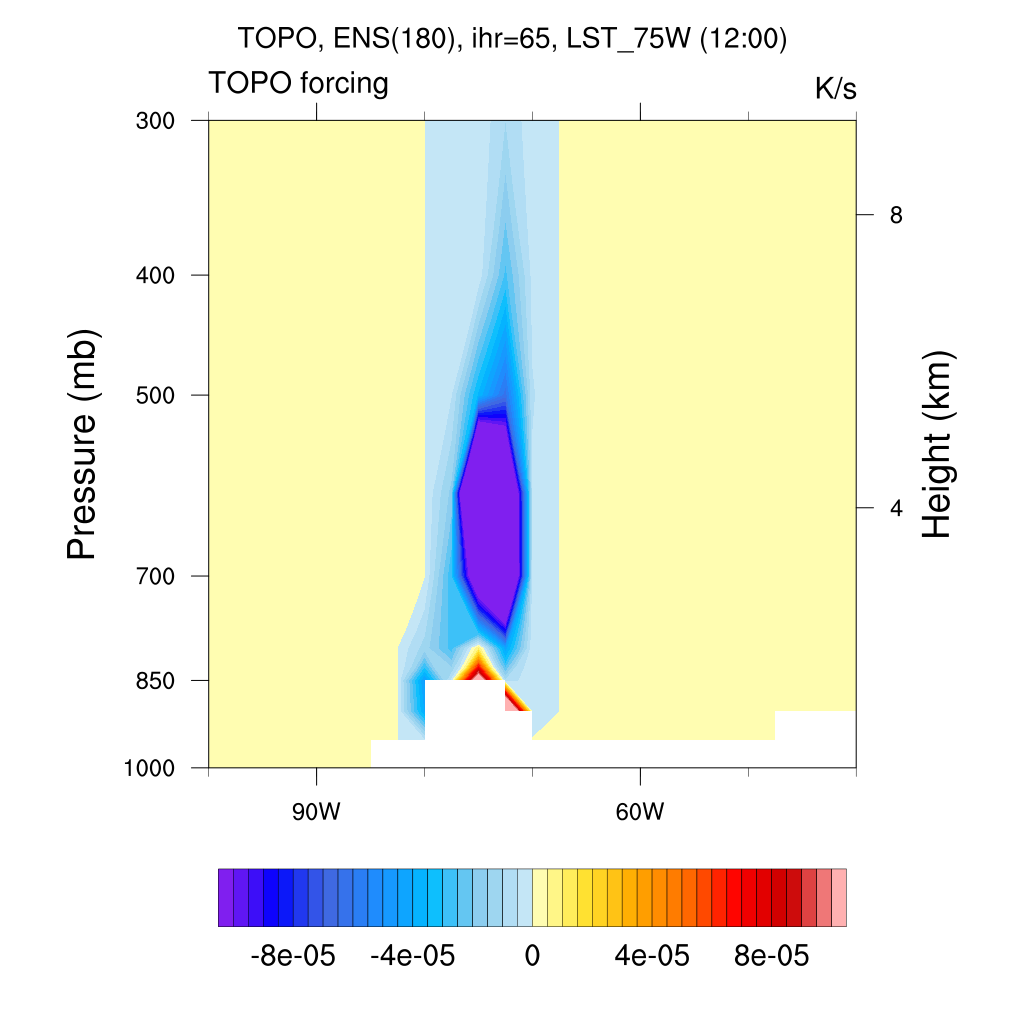 TOPO, ENS(180), ihr=65, LST_75W (12:00)
TOPO forcing
K/s
300
400
500
700
850
1000
Pressure (mb)
8
4
Height (km)
90W
60W
-8e-05
-4e-05
0
4e-05
8e-05